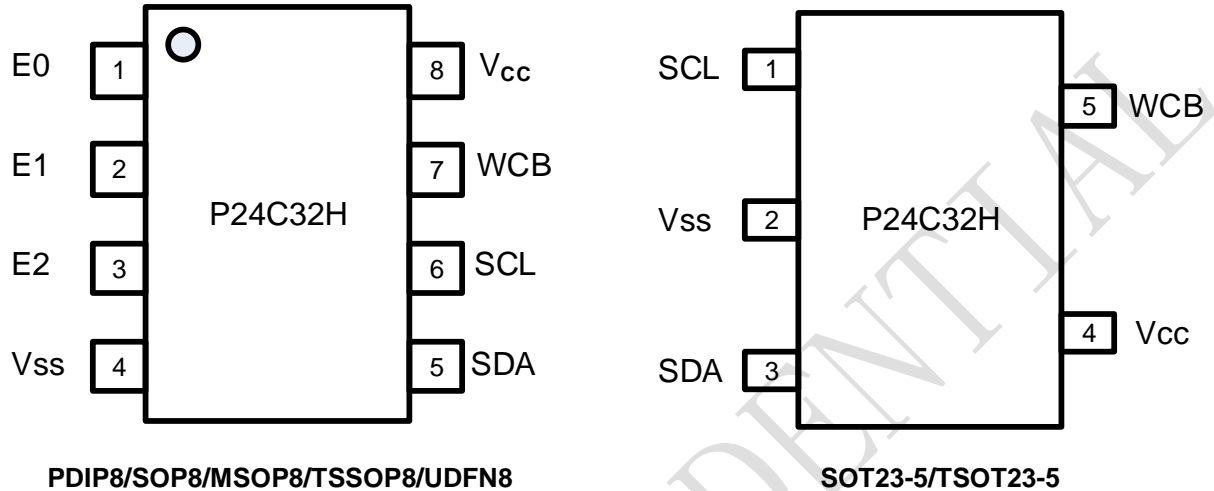 E0 1 8 Vcc
E1 2 7 WCB
P24C32H
E2 3 6 SCL
Vss 4 5 SDA
PDIP8/SOP8/MSOP8/TSSOP8/UDFN8
SCL 1
5 WCB
Vss 2 P24C32H
4 Vcc
SDA 3
SOT23-5/TSOT23-5
DENTIAL